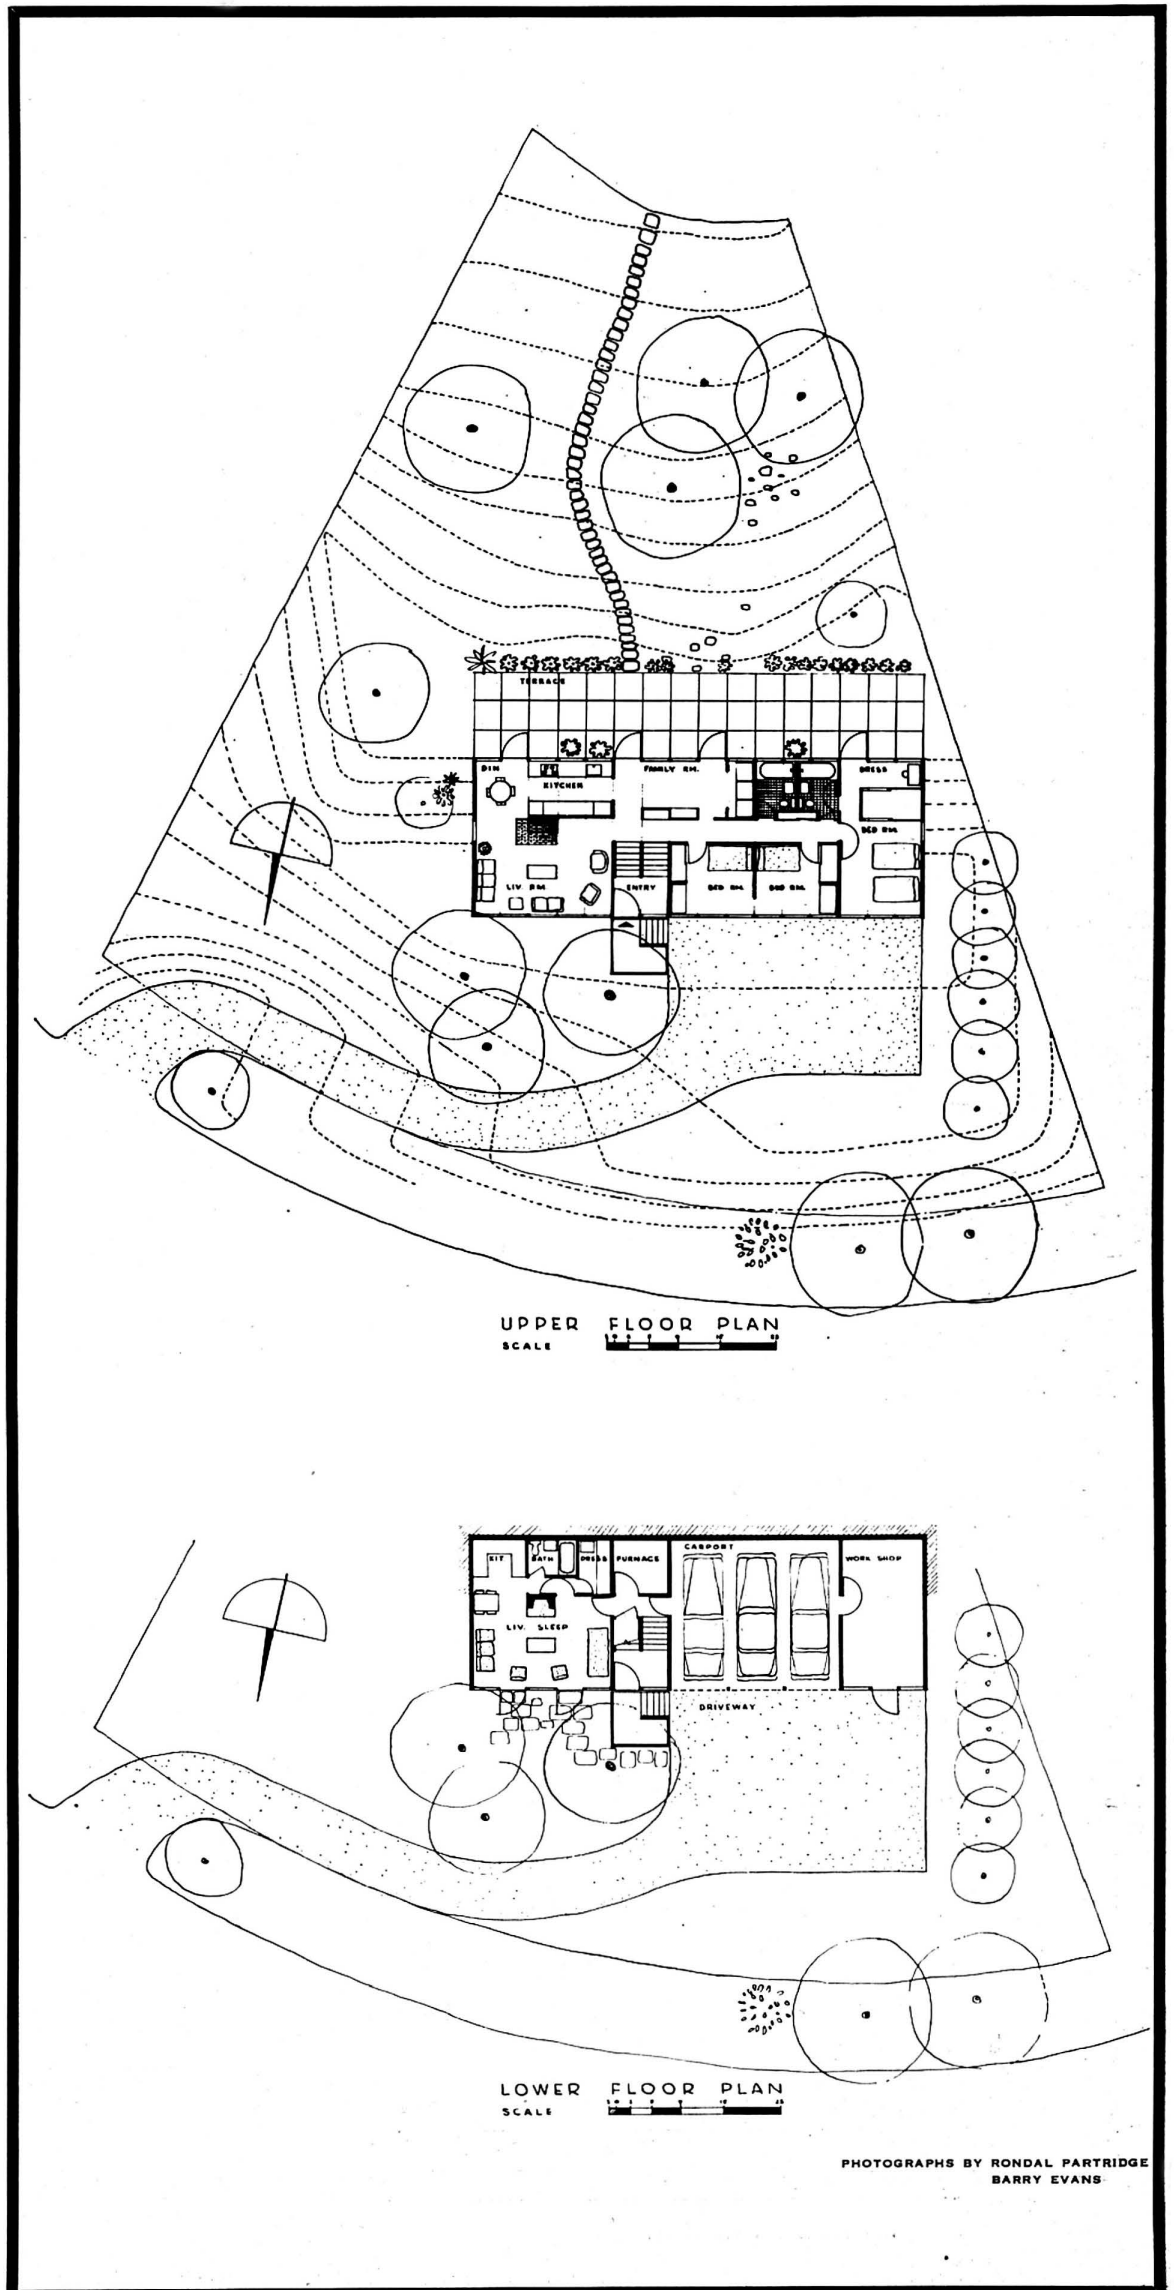 TERRACE
DIN
KITCHEN
FAMILY RM.
DRESS
BED RM.
LIV. RM.
ENTRY
BED RM.
BED RM.
UPPER FLOOR PLAN
SCALE
KIT
BATH
DRESS
FURNACE
CARPORT
WORK SHOP
LIV. SLEEP
DRIVEWAY
LOWER FLOOR PLAN
SCALE
PHOTOGRAPHS BY RONDAL PARTRIDGE
BARRY EVANS